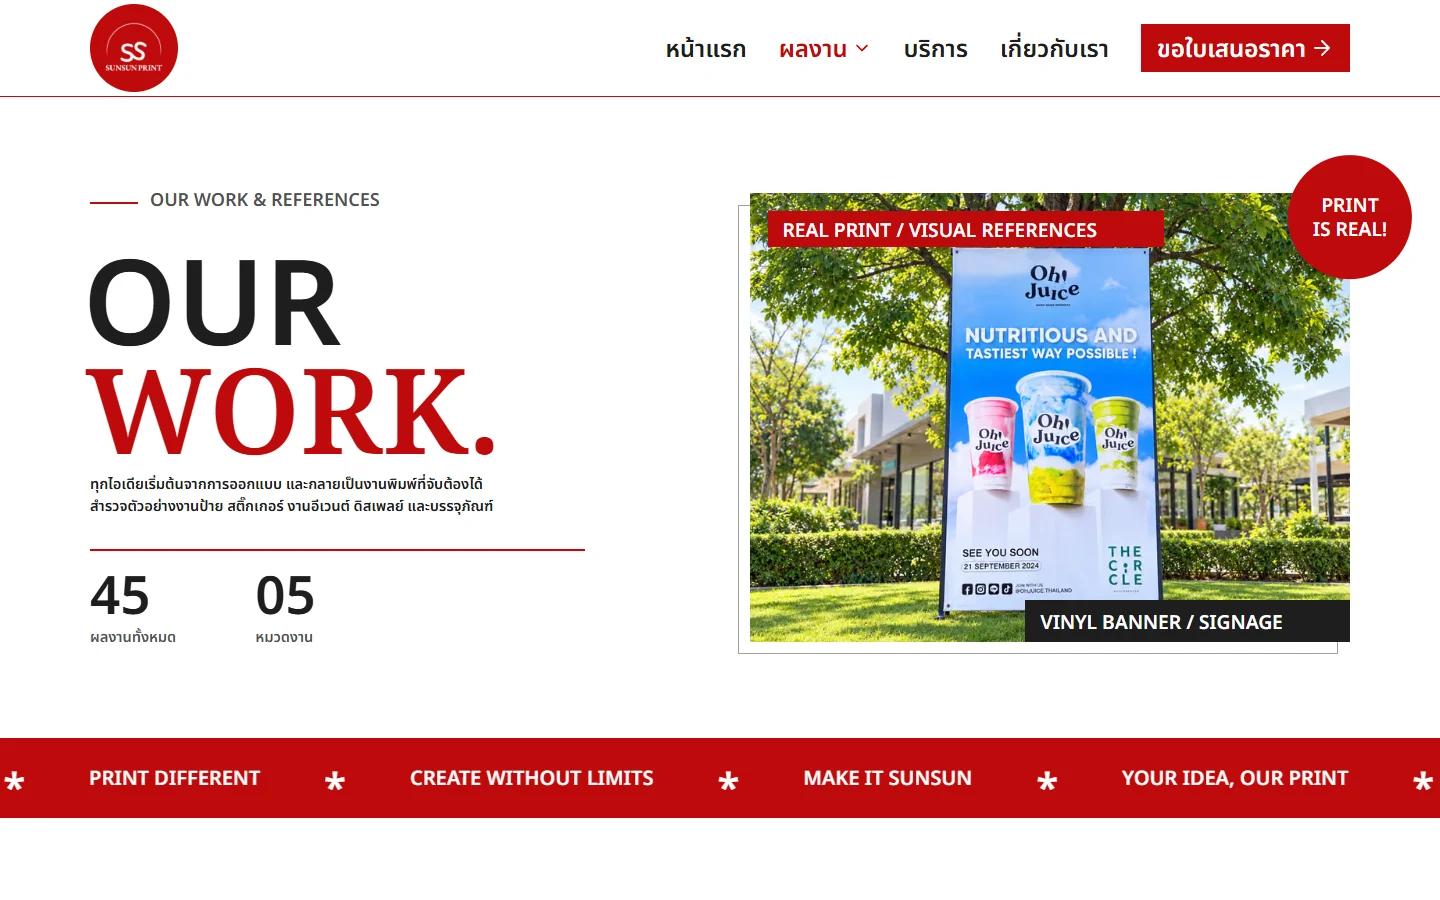 SS
SUNSUN PRINT
หน้าแรก
ผลงาน
บริการ
เกี่ยวกับเรา
ขอใบเสนอราคา
OUR WORK & REFERENCES
OUR
WORK.
ทุกไอเดียเริ่มต้นจากการออกแบบ และกลายเป็นงานพิมพ์ที่จับต้องได้
สำรวจตัวอย่างงานป้าย สติ๊กเกอร์ งานอีเวนต์ ดิสเพลย์ และบรรจุภัณฑ์
45
ผลงานทั้งหมด
05
หมวดงาน
PRINT
IS REAL!
REAL PRINT / VISUAL REFERENCES
Oh!
Juice
NUTRITIOUS AND
TASTIEST WAY POSSIBLE !
Oh!
Juice
Oh!
Juice
Oh!
Juice
SEE YOU SOON
21 SEPTEMBER 2024
JOIN WITH US
@OHJUICE.THAILAND
THE
CIR
CLE
VINYL BANNER / SIGNAGE
* PRINT DIFFERENT * CREATE WITHOUT LIMITS * MAKE IT SUNSUN * YOUR IDEA, OUR PRINT *